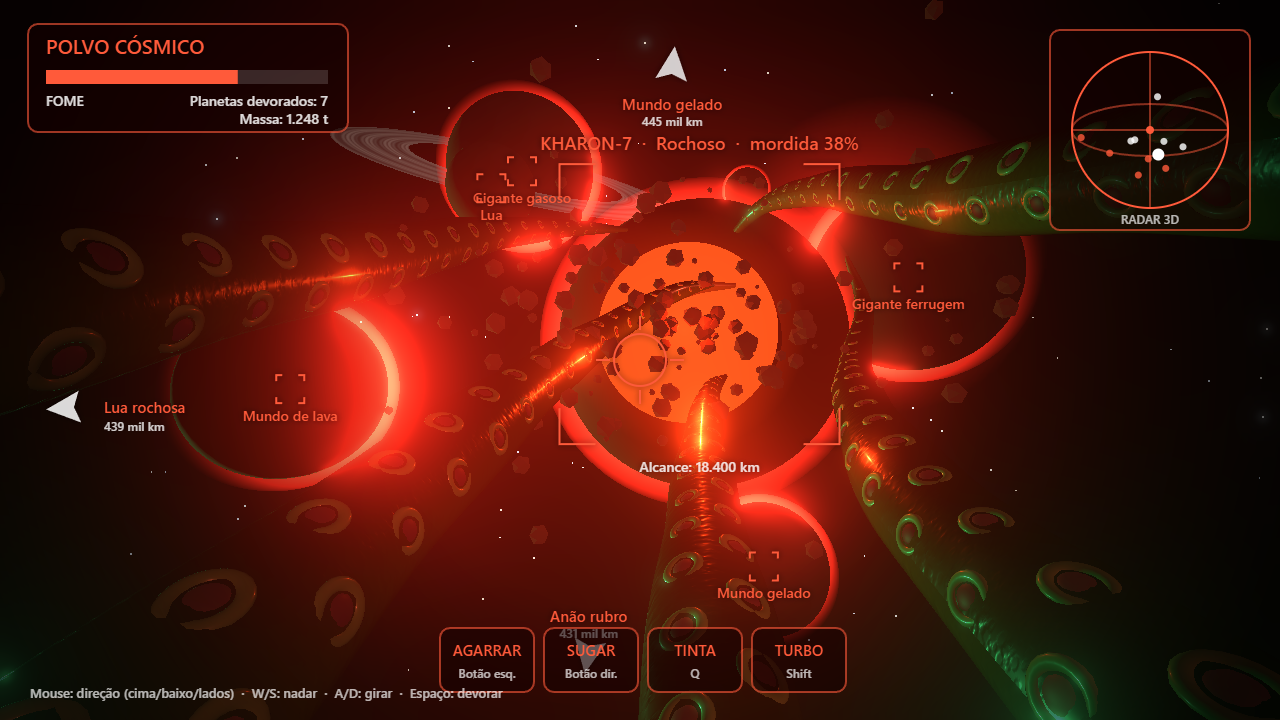 POLVO CÓSMICO
FOME
Planetas devorados: 7
Massa: 1.248 t
Mundo gelado
445 mil km
KHARON-7 · Rochoso · mordida 38%
RADAR 3D
Gigante gasoso
Lua
Gigante ferrugem
Lua rochosa
439 mil km
Mundo de lava
Alcance: 18.400 km
Mundo gelado
Anão rubro
431 mil km
AGARRAR
Botão esq.
SUGAR
Botão dir.
TINTA
Q
TURBO
Shift
Mouse: direção (cima/baixo/lados) · W/S: nadar · A/D: girar · Espaço: devorar